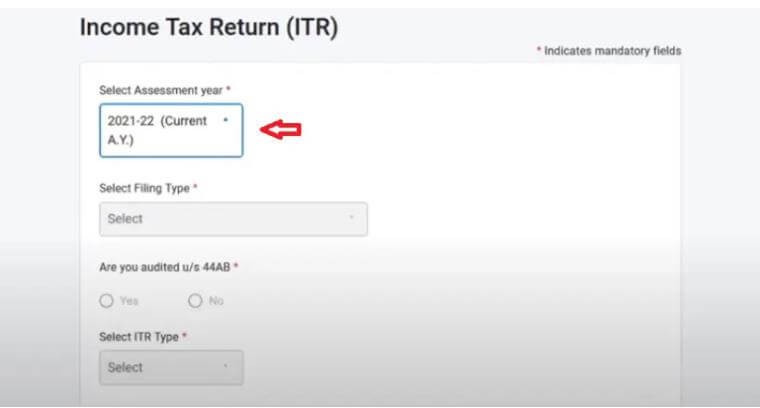 Income Tax Return (ITR)
* Indicates mandatory fields
Select Assessment year *
2021-22 (Current
A.Y.)
Select Filing Type *
Select
Are you audited u/s 44AB *
Yes No
Select ITR Type *
Select